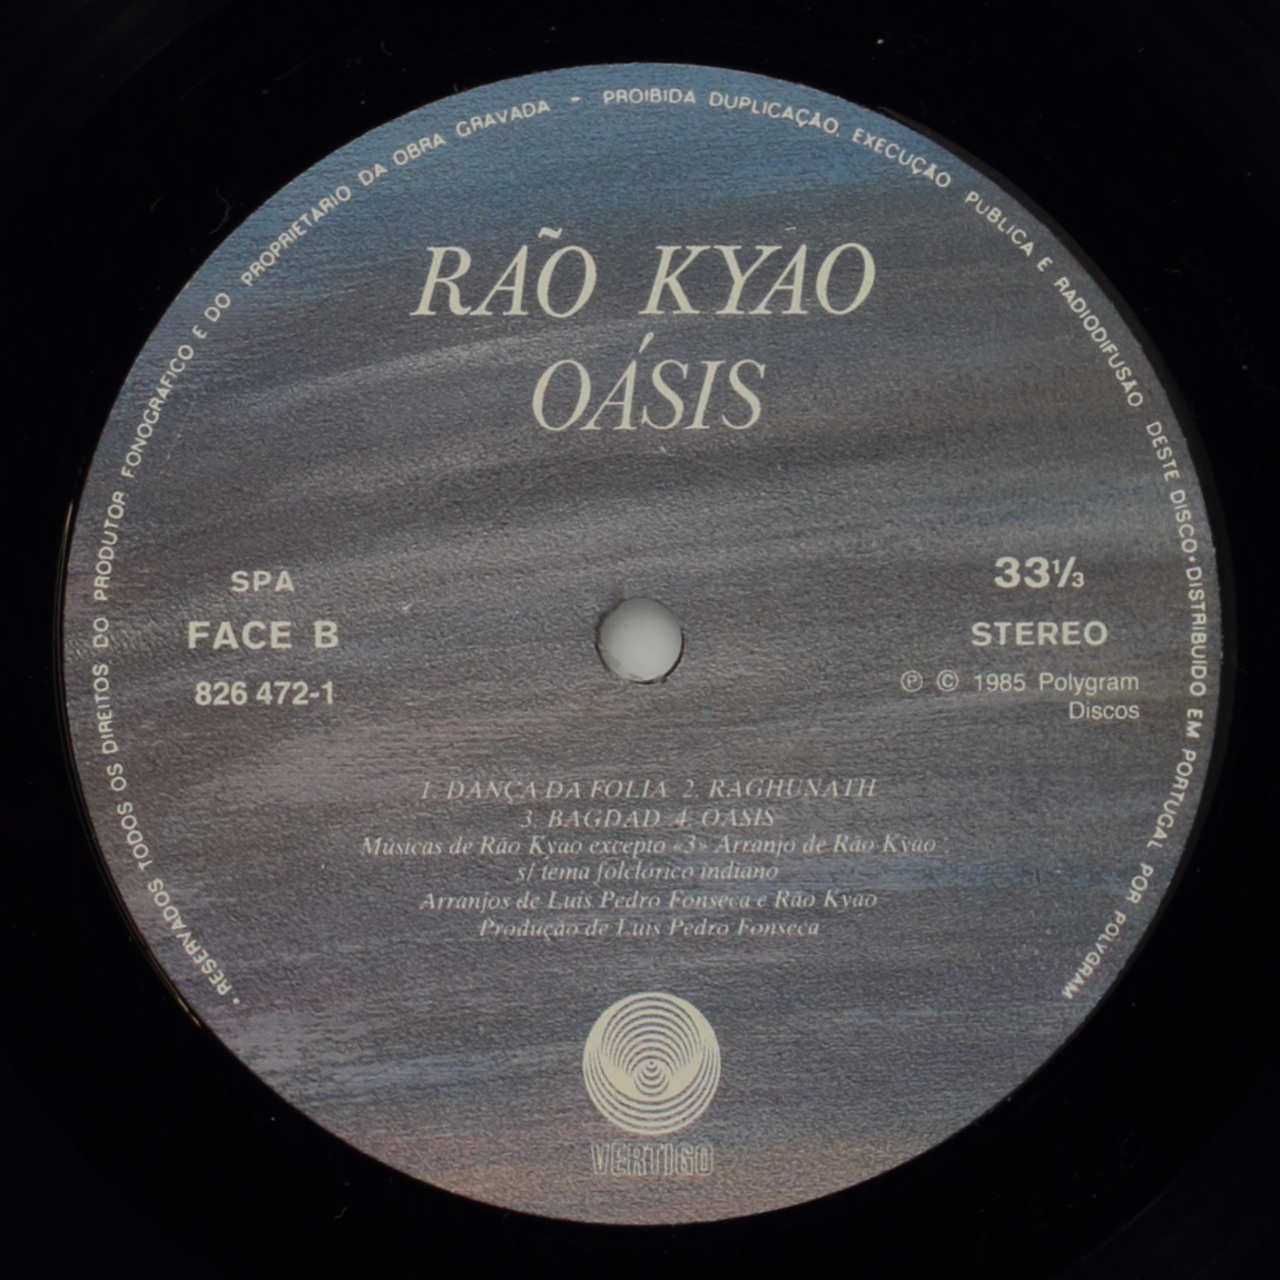 • RESERVADOS TODOS OS DIREITOS DO PRODUTOR FONOGRÁFICO E DO PROPRIETÁRIO DA OBRA GRAVADA - PROIBIDA DUPLICAÇÃO, EXECUÇÃO PUBLICA E RADIODIFUSÃO DESTE DISCO • DISTRIBUIDO EM PORTUGAL POR POLYGRAM
RÃO KYAO
OÁSIS
SPA
FACE B
826 472-1
33⅓
STEREO
℗ © 1985 Polygram
Discos
1. DANÇA DA FOLIA 2. RAGHUNATH
3. BAGDAD 4. OÁSIS
Músicas de Rão Kyao excepto «3» Arranjo de Rão Kyao
s/ tema folclórico indiano
Arranjos de Luís Pedro Fonseca e Rão Kyao
Produção de Luís Pedro Fonseca
VERTIGO